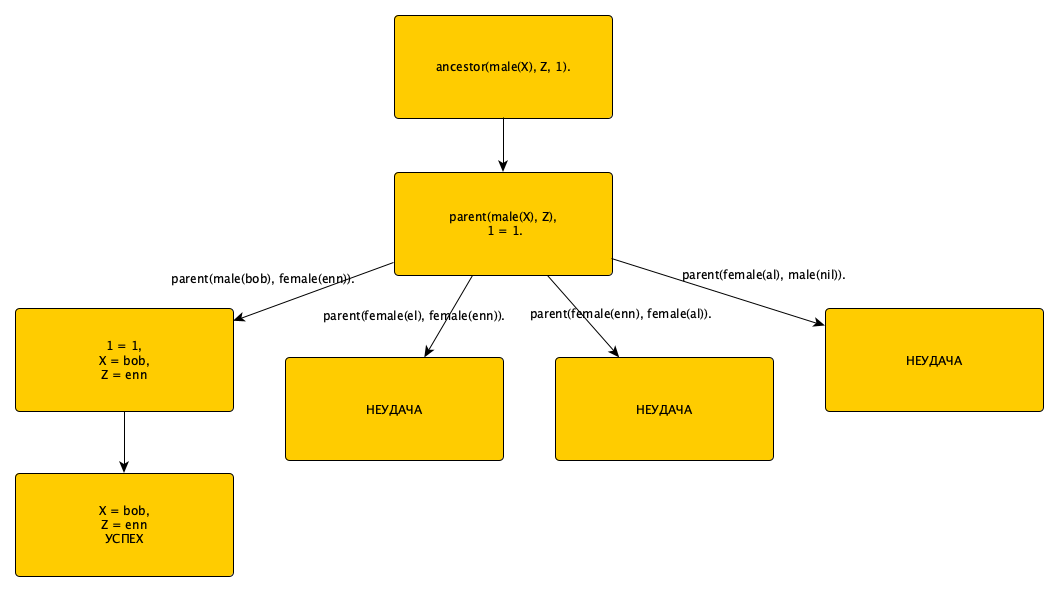 ancestor(male(X), Z, 1).
parent(male(X), Z),
1 = 1.
parent(male(bob), female(enn)).
parent(female(el), female(enn)).
parent(female(enn), female(al)).
parent(female(al), male(nil)).
1 = 1,
X = bob,
Z = enn
НЕУДАЧА
НЕУДАЧА
НЕУДАЧА
X = bob,
Z = enn
УСПЕХ